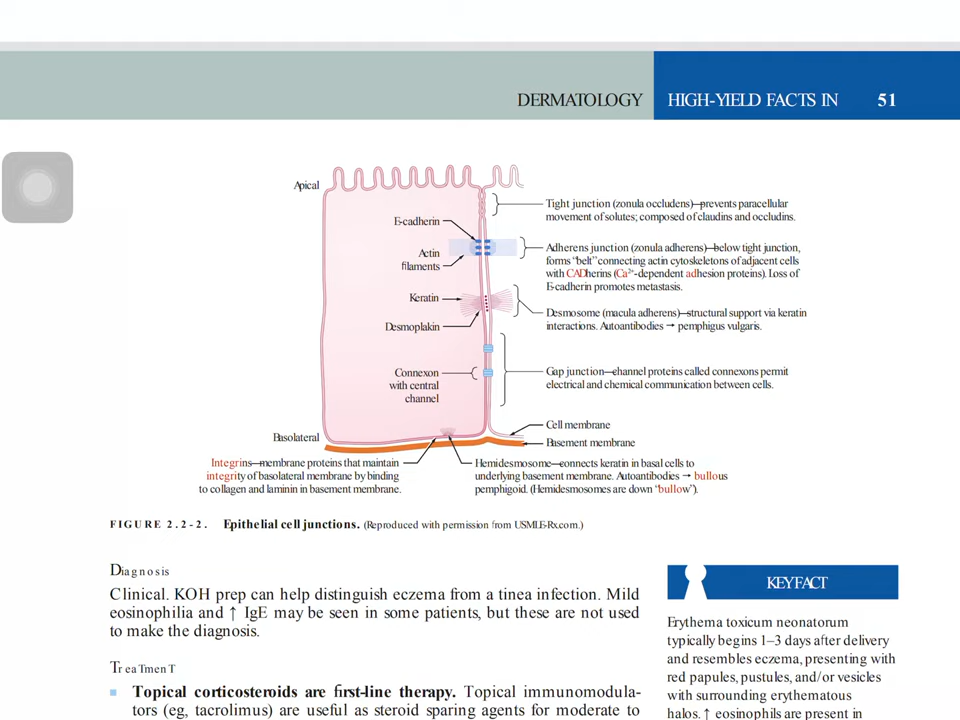 DERMATOLOGY HIGH-YIELD FACTS IN 51
Apical
E-cadherin
Actin
filaments
Keratin
Desmoplakin
Connexon
with central
channel
Basolateral
Tight junction (zonula occludens)—prevents paracellular
movement of solutes; composed of claudins and occludins.
Adherens junction (zonula adherens)—below tight junction,
forms “belt” connecting actin cytoskeletons of adjacent cells
with CADherins (Ca²⁺-dependent adhesion proteins). Loss of
E-cadherin promotes metastasis.
Desmosome (macula adherens)—structural support via keratin
interactions. Autoantibodies → pemphigus vulgaris.
Gap junction—channel proteins called connexons permit
electrical and chemical communication between cells.
Cell membrane
Basement membrane
Integrins—membrane proteins that maintain
integrity of basolateral membrane by binding
to collagen and laminin in basement membrane.
Hemidesmosome—connects keratin in basal cells to
underlying basement membrane. Autoantibodies → bullous
pemphigoid. (Hemidesmosomes are down “bullow”).
FIGURE 2.2-2. Epithelial cell junctions. (Reproduced with permission from USMLE-Rx.com.)
Diagnosis
Clinical. KOH prep can help distinguish eczema from a tinea infection. Mild
eosinophilia and ↑ IgE may be seen in some patients, but these are not used
to make the diagnosis.
TreaTmenT
Topical corticosteroids are first-line therapy. Topical immunomodula-
tors (eg, tacrolimus) are useful as steroid sparing agents for moderate to
KEY FACT
Erythema toxicum neonatorum
typically begins 1–3 days after delivery
and resembles eczema, presenting with
red papules, pustules, and/or vesicles
with surrounding erythematous
halos. ↑ eosinophils are present in